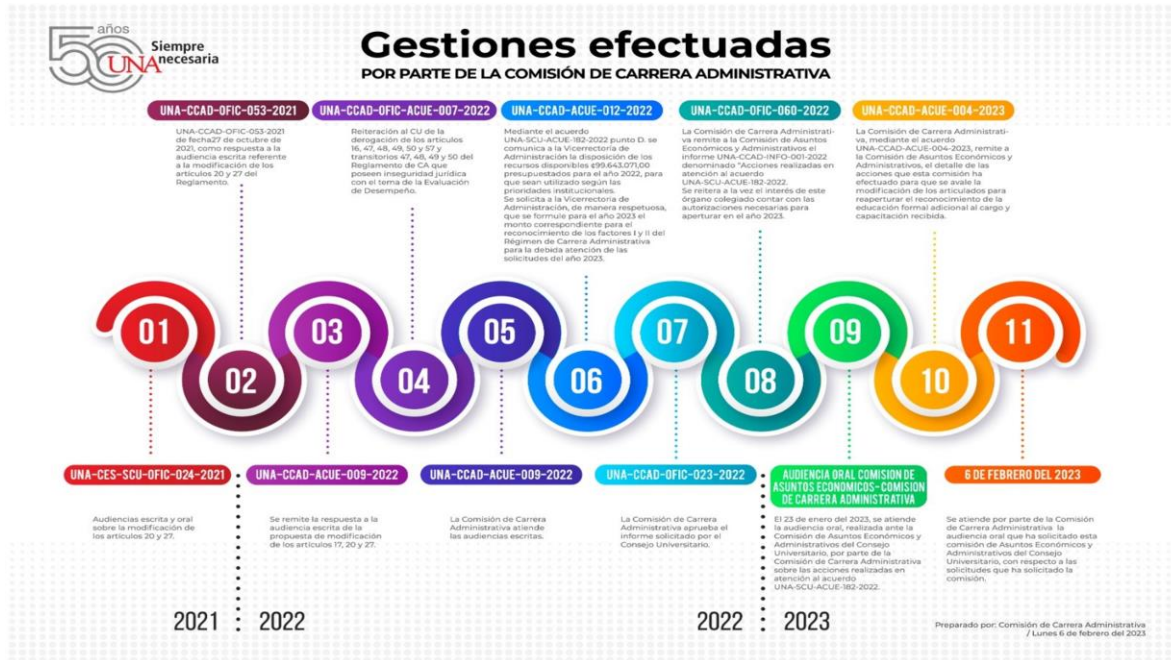 50 años
UNA
Siempre
necesaria
Gestiones efectuadas
POR PARTE DE LA COMISIÓN DE CARRERA ADMINISTRATIVA
UNA-CCAD-OFIC-053-2021
UNA-CCAD-OFIC-053-2021
de fecha27 de octubre de
2021, como respuesta a la
audiencia escrita referente
a la modificación de los
artículos 20 y 27 del
Reglamento.
UNA-CCAD-OFIC-ACUE-007-2022
Reiteración al CU de la
derogación de los artículos
16, 47, 48, 49, 50 y 57 y
transitorios 47, 48, 49 y 50 del
Reglamento de CA que
poseen inseguridad jurídica
con el tema de la Evaluación
de Desempeño.
UNA-CCAD-ACUE-012-2022
Mediante el acuerdo
UNA-SCU-ACUE-182-2022 punto D. se
comunica a la Vicerrectoría de
Administración la disposición de los
recursos disponibles ¢99.643.071,00
presupuestados para el año 2022, para
que sean utilizado según las
prioridades institucionales.
Se solicita a la Vicerrectoría de
Administración, de manera respetuosa,
que se formule para el año 2023 el
monto correspondiente para el
reconocimiento de los factores I y II del
Régimen de Carrera Administrativa
para la debida atención de las
solicitudes del año 2023.
UNA-CCAD-OFIC-060-2022
La Comisión de Carrera Administrati-
va remite a la Comisión de Asuntos
Económicos y Administrativos el
informe UNA-CCAD-INFO-001-2022
denominado "Acciones realizadas en
atención al acuerdo
UNA-SCU-ACUE-182-2022.
Se reitera a la vez el interés de este
órgano colegiado contar con las
autorizaciones necesarias para
aperturar en el año 2023.
UNA-CCAD-ACUE-004-2023
La Comisión de Carrera Administrati-
va, mediante el acuerdo
UNA-CCAD-ACUE-004-2023, remite a
la Comisión de Asuntos Económicos y
Administrativos, el detalle de las
acciones que esta comisión ha
efectuado para que se avale la
modificación de los articulados para
reaperturar el reconocimiento de la
educación formal adicional al cargo y
capacitación recibida.
01
02
03
04
05
06
07
08
09
10
11
UNA-CES-SCU-OFIC-024-2021
Audiencias escrita y oral
sobre la modificación de
los artículos 20 y 27.
UNA-CCAD-ACUE-009-2022
Se remite la respuesta a la
audiencia escrita de la
propuesta de modificación
de los artículos 17, 20 y 27.
UNA-CCAD-ACUE-009-2022
La Comisión de Carrera
Administrativa atiende
las audiencias escritas.
UNA-CCAD-OFIC-023-2022
La Comisión de Carrera
Administrativa aprueba el
informe solicitado por el
Consejo Universitario.
AUDIENCIA ORAL COMISION DE
ASUNTOS ECONOMICOS-COMISION
DE CARRERA ADMINISTRATIVA
El 23 de enero del 2023, se atiende
la audiencia oral, realizada ante la
Comisión de Asuntos Económicos y
Administrativos del Consejo
Universitario, por parte de la
Comisión de Carrera Administrativa
sobre las acciones realizadas en
atención al acuerdo
UNA-SCU-ACUE-182-2022.
6 DE FEBRERO DEL 2023
Se atiende por parte de la Comisión
de Carrera Administrativa la
audiencia oral que ha solicitado esta
comisión de Asuntos Económicos y
Administrativos del Consejo
Universitario, con respecto a las
solicitudes que ha solicitado la
comisión.
2021
2022
2022
2023
Preparado por: Comisión de Carrera Administrativa
/ Lunes 6 de febrero del 2023